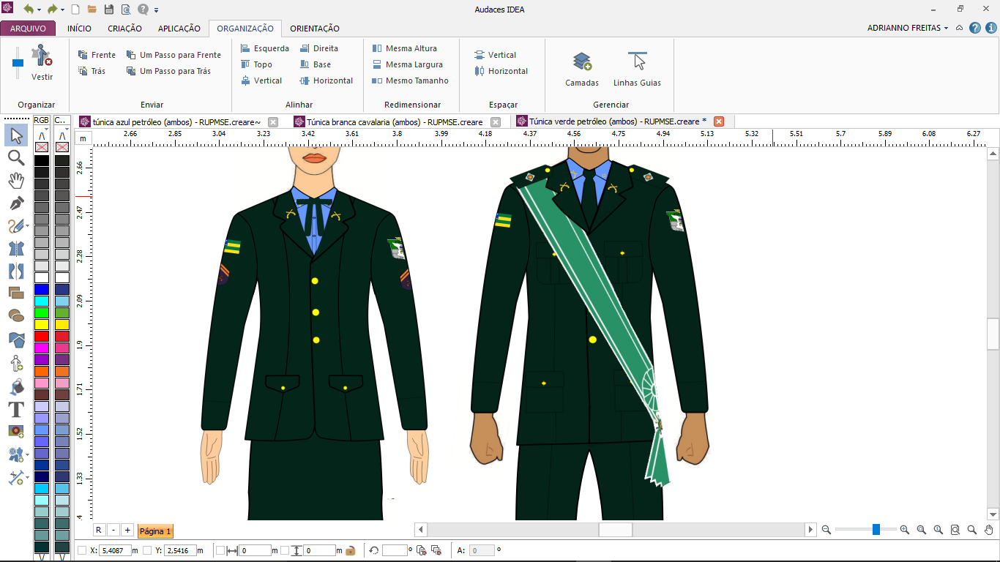 Audaces IDEA
ARQUIVO INÍCIO CRIAÇÃO APLICAÇÃO ORGANIZAÇÃO ORIENTAÇÃO ADRIANNO FREITAS
Frente Um Passo para Frente Esquerda Direita Mesma Altura Vertical
Trás Um Passo para Trás Topo Base Mesma Largura Horizontal
Vestir Vertical Horizontal Mesmo Tamanho Camadas Linhas Guias
Organizar Enviar Alinhar Redimensionar Espaçar Gerenciar
RGB C.. túnica azul petróleo (ambos) - RUPMSE.creare~ Túnica branca cavalaria (ambos) - RUPMSE.creare Túnica verde petróleo (ambos) - RUPMSE.creare *
m 2.66 2.85 3.04 3.23 3.42 3.61 3.8 3.99 4.18 4.37 4.56 4.75 4.94 5.13 5.32 5.51 5.7 5.89 6.08 6.27
2.66
2.47
2.28
2.09
1.9
1.71
1.52
1.33
.4
T
R - + Página 1
X: 5,4087 m Y: 2,5416 m 0 m 0 m º A: 0 º